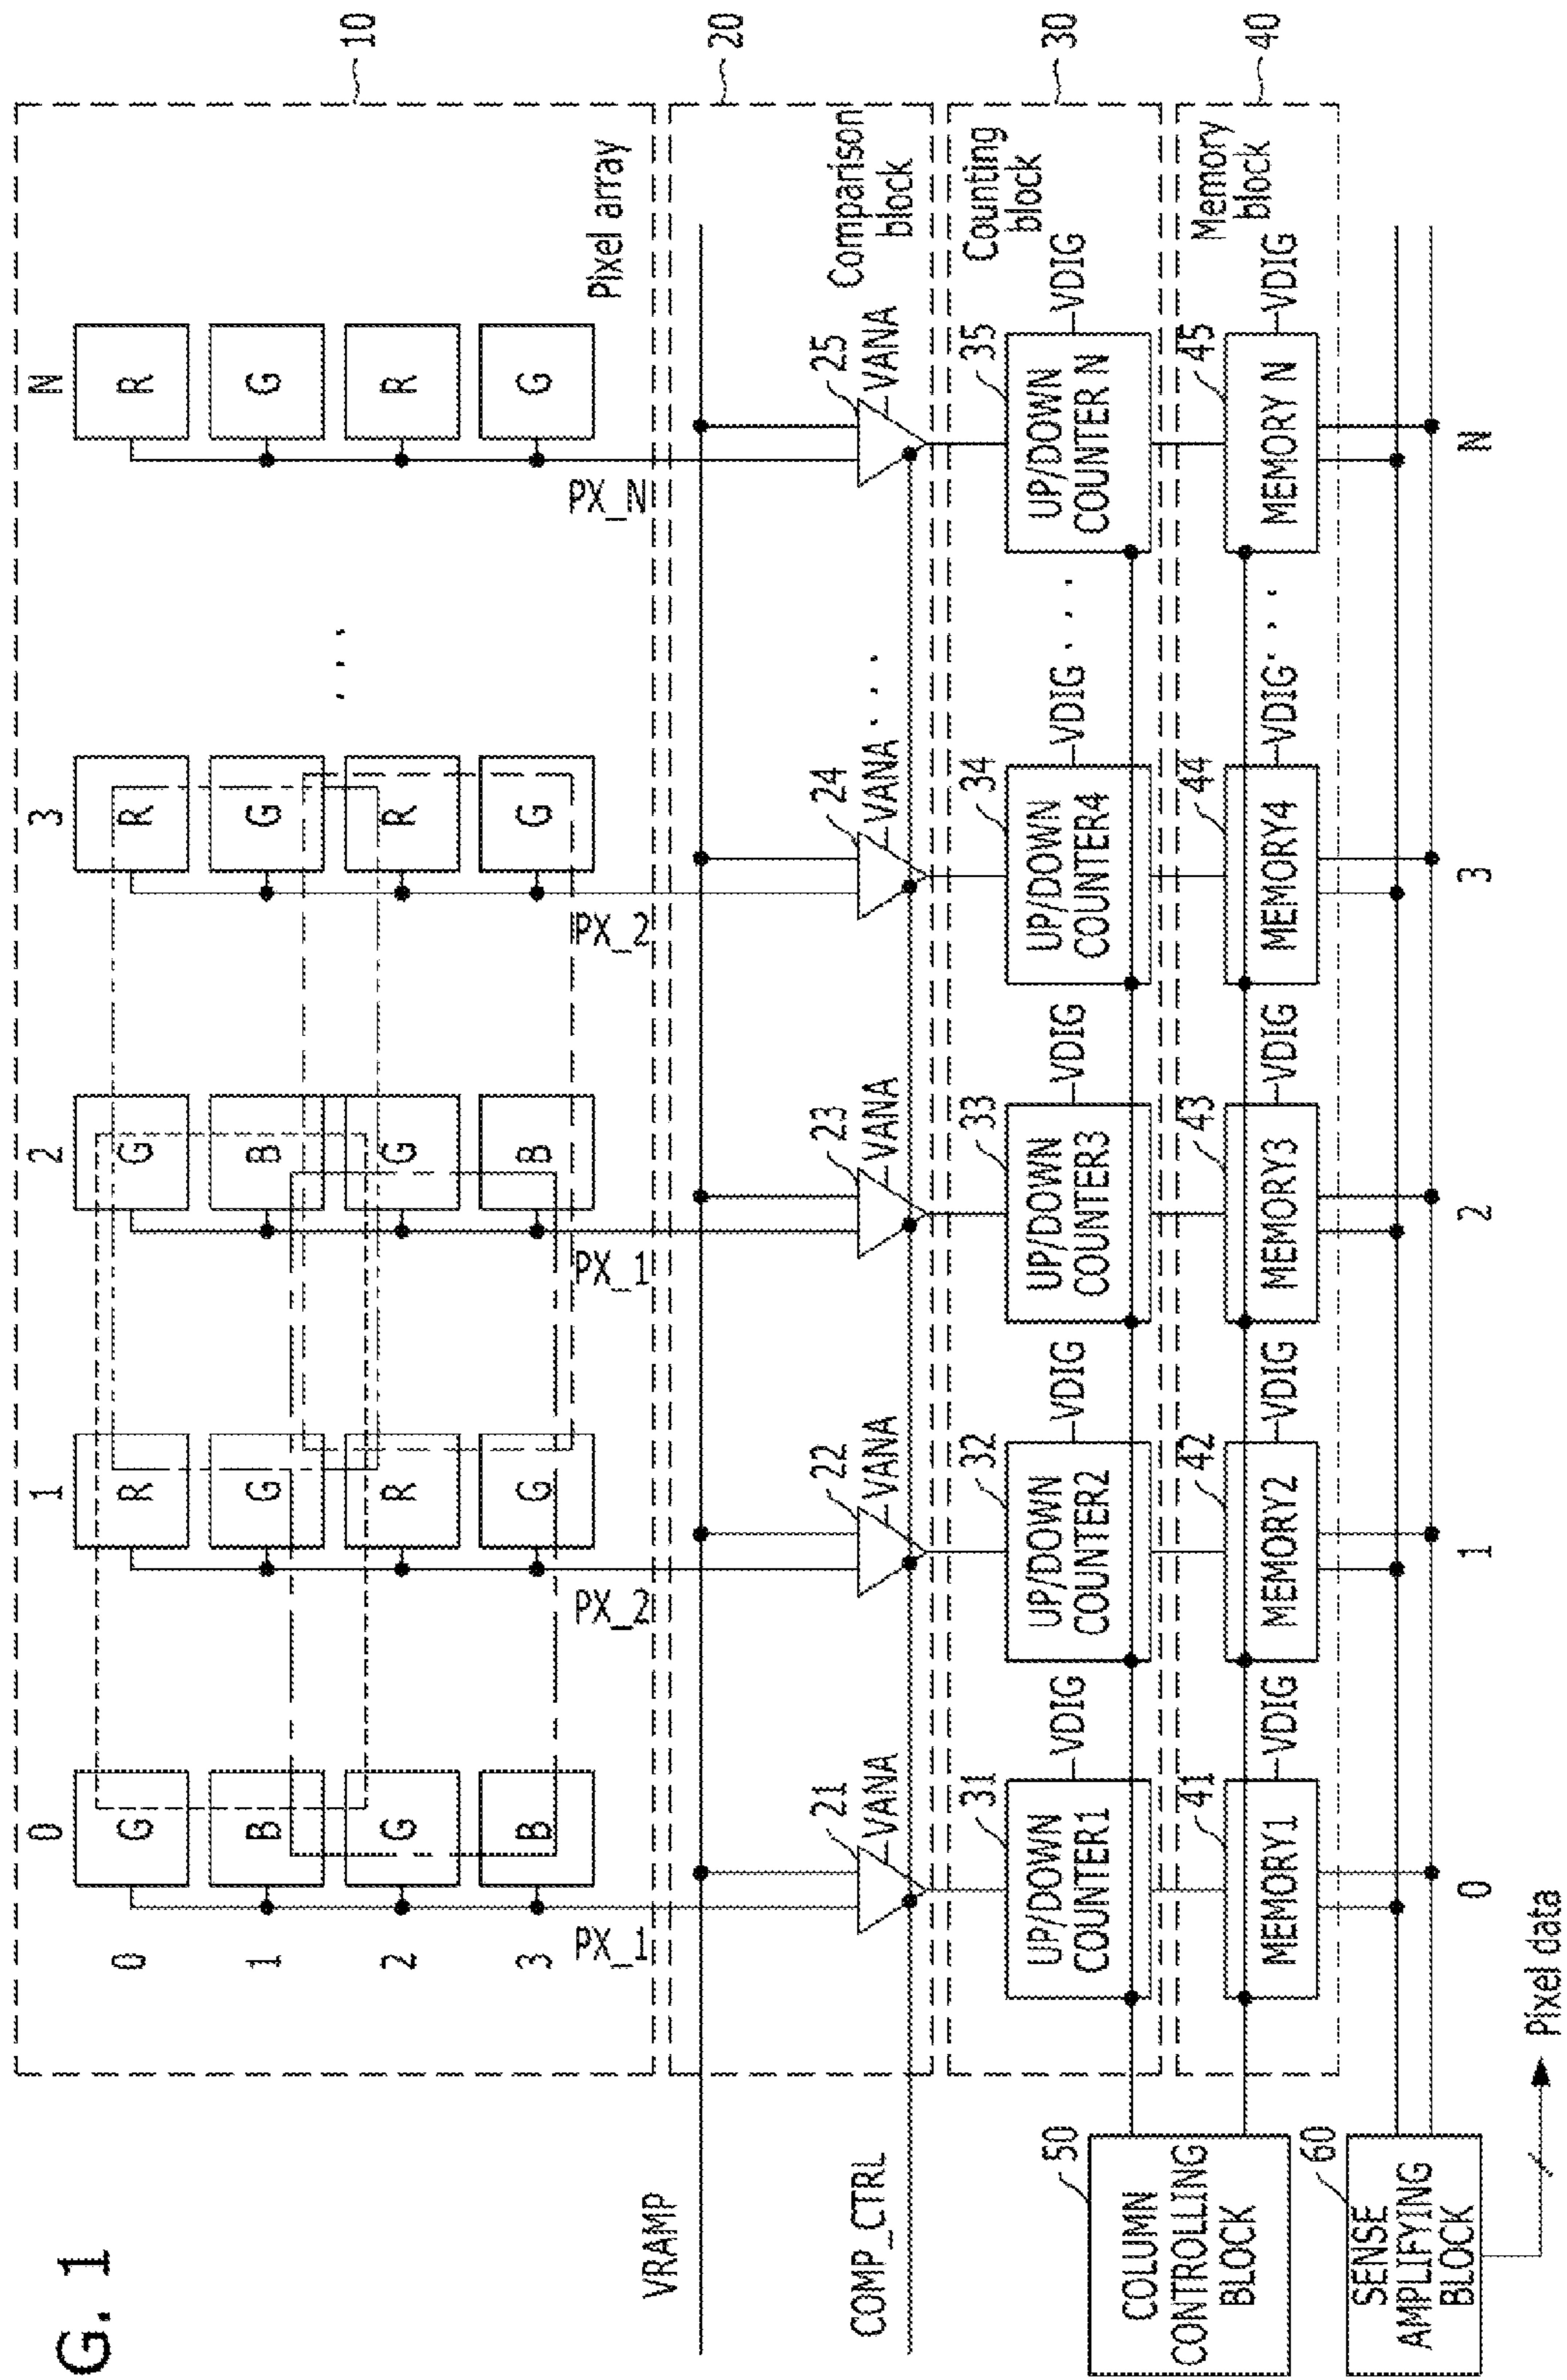 G. 1
0
1
2
3
N
10
0
G
R
G
R
R
1
B
G
B
G
G
2
G
R
G
R
R
3
B
G
B
G
G
PX_1
PX_2
PX_1
PX_2
PX_N
Pixel array
VRAMP
20
21
22
23
24
25
VANA
VANA
VANA
VANA
VANA
COMP_CTRL
Comparison
block
30
31
32
33
34
35
UP/DOWN
COUNTER1
UP/DOWN
COUNTER2
UP/DOWN
COUNTER3
UP/DOWN
COUNTER4
UP/DOWN
COUNTER N
VDIG
VDIG
VDIG
VDIG
VDIG
Counting
block
50
COLUMN
CONTROLLING
BLOCK
40
41
42
43
44
45
MEMORY1
MEMORY2
MEMORY3
MEMORY4
MEMORY N
VDIG
VDIG
VDIG
VDIG
VDIG
Memory
block
60
SENSE
AMPLIFYING
BLOCK
0
1
2
3
N
Pixel data